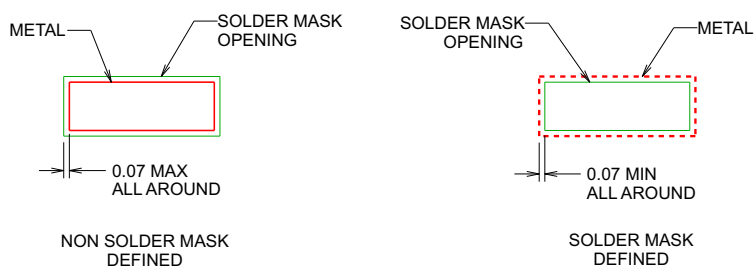 METAL
SOLDER MASK
OPENING
0.07 MAX
ALL AROUND
NON SOLDER MASK
DEFINED
SOLDER MASK
OPENING
METAL
0.07 MIN
ALL AROUND
SOLDER MASK
DEFINED